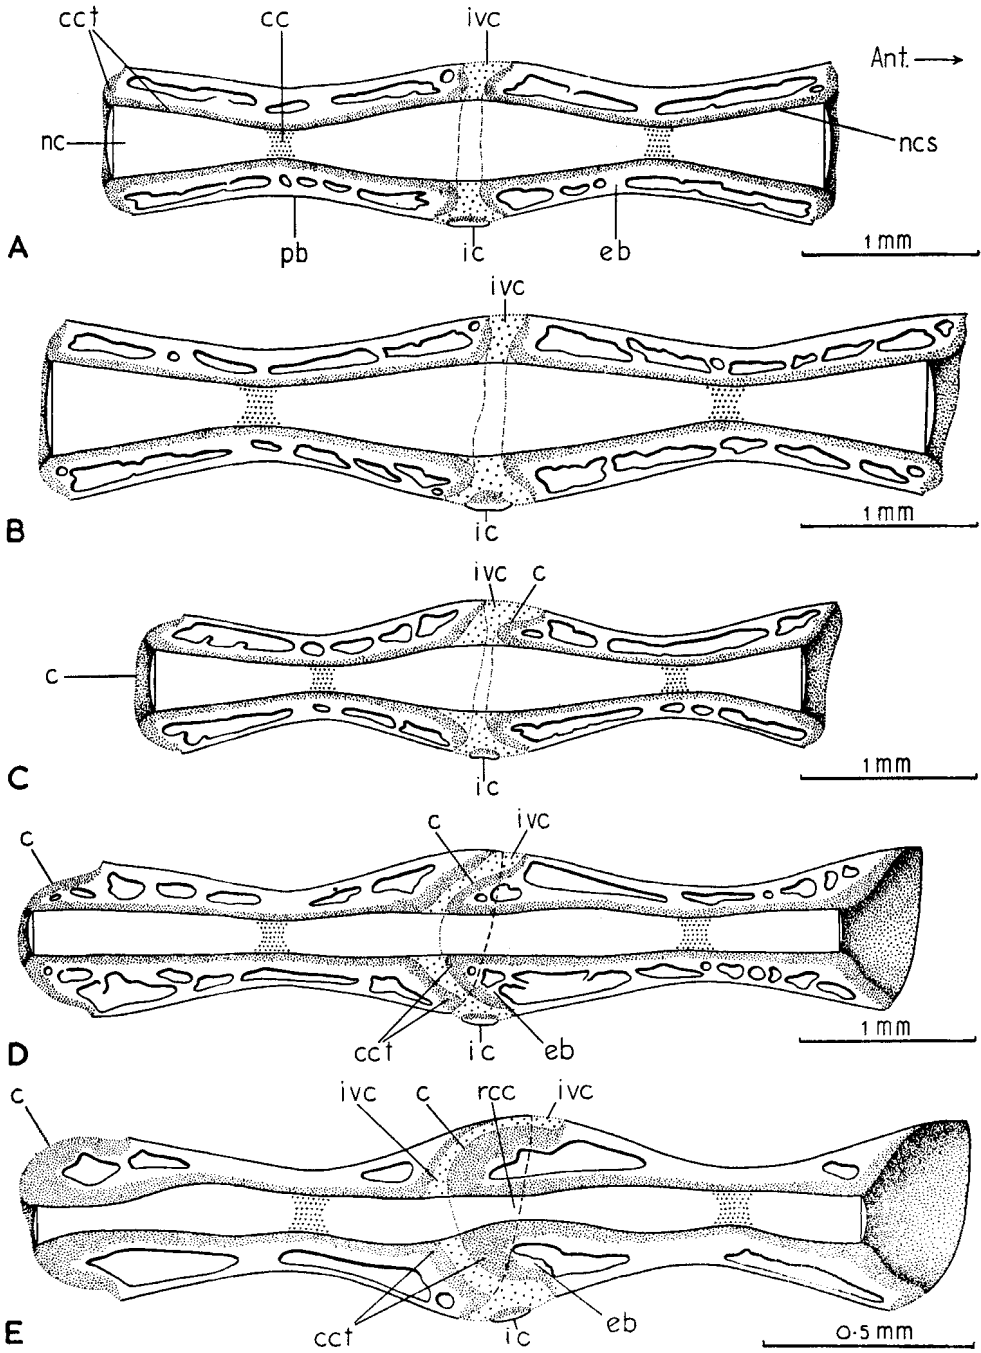 cct cc ivc Ant.
nc ncs
A pb ic eb 1 mm
ivc
B ic 1 mm
ivc c
c
C ic 1 mm
c c ivc
D cct ic eb 1 mm
c ivc c rcc ivc
E cct ic eb 0·5 mm